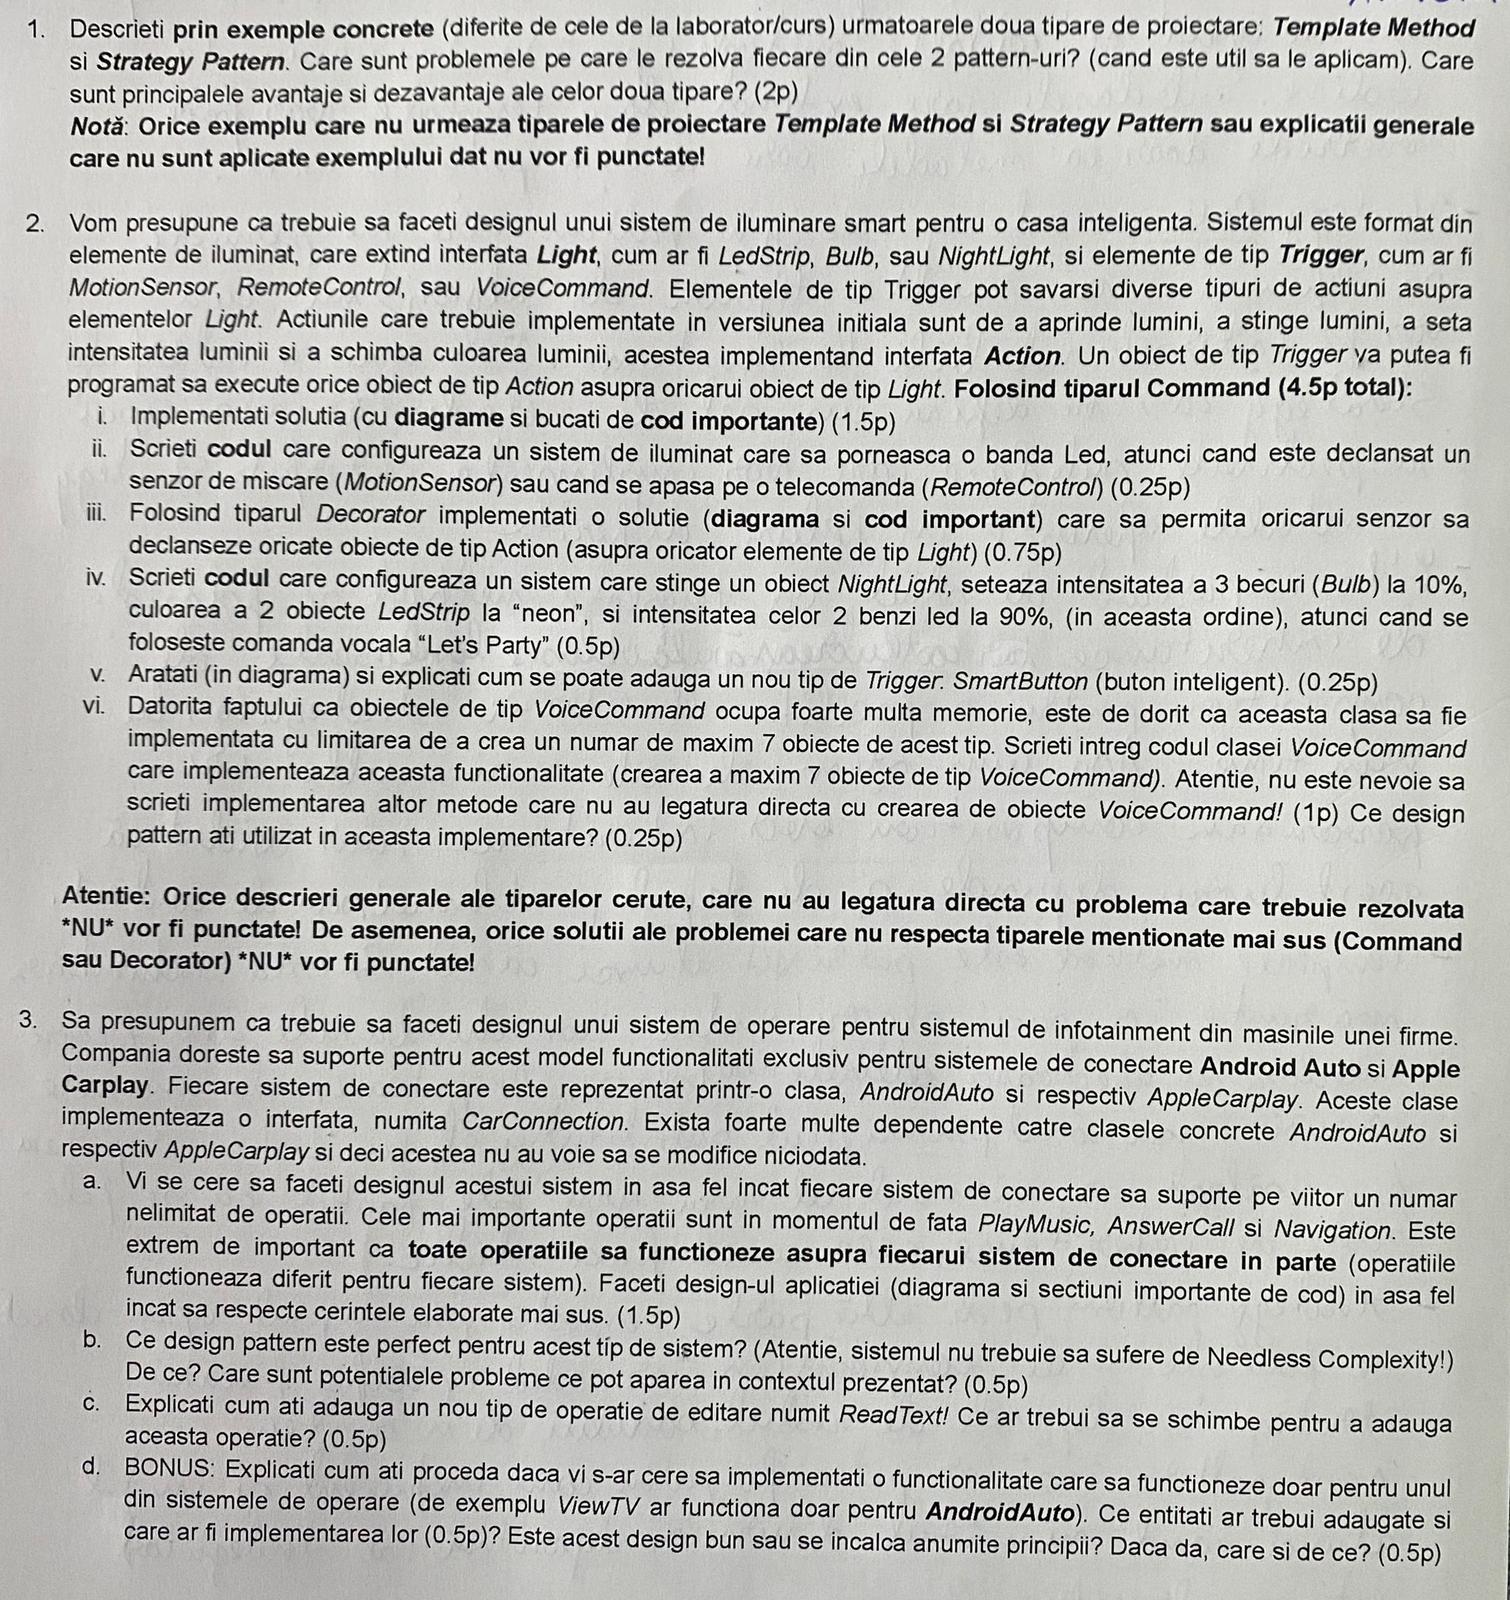 1. Descrieti prin exemple concrete (diferite de cele de la laborator/curs) urmatoarele doua tipare de proiectare: Template Method
si Strategy Pattern. Care sunt problemele pe care le rezolva fiecare din cele 2 pattern-uri? (cand este util sa le aplicam). Care
sunt principalele avantaje si dezavantaje ale celor doua tipare? (2p)
Notă: Orice exemplu care nu urmeaza tiparele de proiectare Template Method si Strategy Pattern sau explicatii generale
care nu sunt aplicate exemplului dat nu vor fi punctate!
2. Vom presupune ca trebuie sa faceti designul unui sistem de iluminare smart pentru o casa inteligenta. Sistemul este format din
elemente de iluminat, care extind interfata Light, cum ar fi LedStrip, Bulb, sau NightLight, si elemente de tip Trigger, cum ar fi
MotionSensor, RemoteControl, sau VoiceCommand. Elementele de tip Trigger pot savarsi diverse tipuri de actiuni asupra
elementelor Light. Actiunile care trebuie implementate in versiunea initiala sunt de a aprinde lumini, a stinge lumini, a seta
intensitatea luminii si a schimba culoarea luminii, acestea implementand interfata Action. Un obiect de tip Trigger va putea fi
programat sa execute orice obiect de tip Action asupra oricarui obiect de tip Light. Folosind tiparul Command (4.5p total):
i. Implementati solutia (cu diagrame si bucati de cod importante) (1.5p)
ii. Scrieti codul care configureaza un sistem de iluminat care sa porneasca o banda Led, atunci cand este declansat un
senzor de miscare (MotionSensor) sau cand se apasa pe o telecomanda (RemoteControl) (0.25p)
iii. Folosind tiparul Decorator implementati o solutie (diagrama si cod important) care sa permita oricarui senzor sa
declanseze oricate obiecte de tip Action (asupra oricator elemente de tip Light) (0.75p)
iv. Scrieti codul care configureaza un sistem care stinge un obiect NightLight, seteaza intensitatea a 3 becuri (Bulb) la 10%,
culoarea a 2 obiecte LedStrip la “neon”, si intensitatea celor 2 benzi led la 90%, (in aceasta ordine), atunci cand se
foloseste comanda vocala “Let's Party” (0.5p)
v. Aratati (in diagrama) si explicati cum se poate adauga un nou tip de Trigger: SmartButton (buton inteligent). (0.25p)
vi. Datorita faptului ca obiectele de tip VoiceCommand ocupa foarte multa memorie, este de dorit ca aceasta clasa sa fie
implementata cu limitarea de a crea un numar de maxim 7 obiecte de acest tip. Scrieti intreg codul clasei VoiceCommand
care implementeaza aceasta functionalitate (crearea a maxim 7 obiecte de tip VoiceCommand). Atentie, nu este nevoie sa
scrieti implementarea altor metode care nu au legatura directa cu crearea de obiecte VoiceCommand! (1p) Ce design
pattern ati utilizat in aceasta implementare? (0.25p)
Atentie: Orice descrieri generale ale tiparelor cerute, care nu au legatura directa cu problema care trebuie rezolvata
*NU* vor fi punctate! De asemenea, orice solutii ale problemei care nu respecta tiparele mentionate mai sus (Command
sau Decorator) *NU* vor fi punctate!
3. Sa presupunem ca trebuie sa faceti designul unui sistem de operare pentru sistemul de infotainment din masinile unei firme.
Compania doreste sa suporte pentru acest model functionalitati exclusiv pentru sistemele de conectare Android Auto si Apple
Carplay. Fiecare sistem de conectare este reprezentat printr-o clasa, AndroidAuto si respectiv AppleCarplay. Aceste clase
implementeaza o interfata, numita CarConnection. Exista foarte multe dependente catre clasele concrete AndroidAuto si
respectiv AppleCarplay si deci acestea nu au voie sa se modifice niciodata.
a. Vi se cere sa faceti designul acestui sistem in asa fel incat fiecare sistem de conectare sa suporte pe viitor un numar
nelimitat de operatii. Cele mai importante operatii sunt in momentul de fata PlayMusic, AnswerCall si Navigation. Este
extrem de important ca toate operatiile sa functioneze asupra fiecarui sistem de conectare in parte (operatiile
functioneaza diferit pentru fiecare sistem). Faceti design-ul aplicatiei (diagrama si sectiuni importante de cod) in asa fel
incat sa respecte cerintele elaborate mai sus. (1.5p)
b. Ce design pattern este perfect pentru acest tip de sistem? (Atentie, sistemul nu trebuie sa sufere de Needless Complexity!)
De ce? Care sunt potentialele probleme ce pot aparea in contextul prezentat? (0.5p)
c. Explicati cum ati adauga un nou tip de operatie de editare numit ReadText! Ce ar trebui sa se schimbe pentru a adauga
aceasta operatie? (0.5p)
d. BONUS: Explicati cum ati proceda daca vi s-ar cere sa implementati o functionalitate care sa functioneze doar pentru unul
din sistemele de operare (de exemplu ViewTV ar functiona doar pentru AndroidAuto). Ce entitati ar trebui adaugate si
care ar fi implementarea lor (0.5p)? Este acest design bun sau se incalca anumite principii? Daca da, care si de ce? (0.5p)